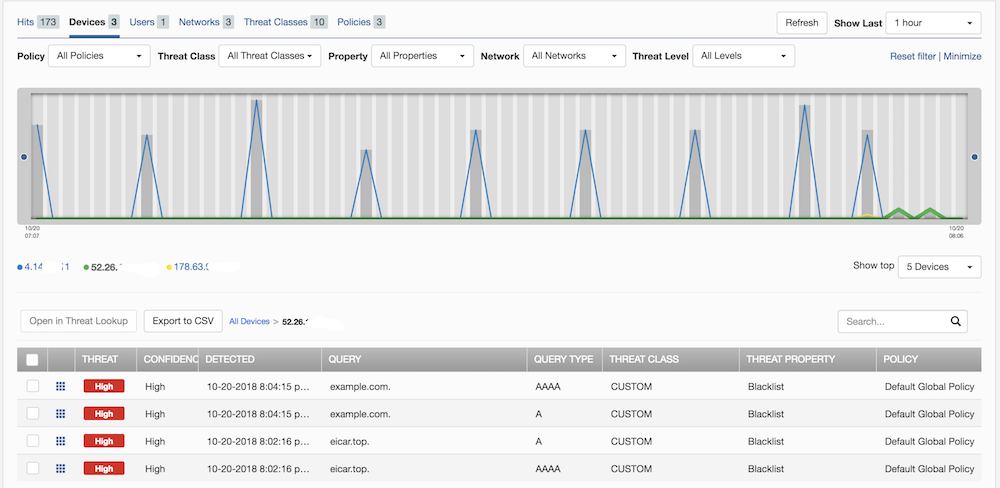 Hits 173 Devices 3 Users 1 Networks 3 Threat Classes 10 Policies 3 Refresh Show Last 1 hour
Policy All Policies Threat Class All Threat Classes Property All Properties Network All Networks Threat Level All Levels Reset filter | Minimize
10/20 10/20
07:07 08:06
4.14 1 52.26. 178.63. Show top 5 Devices
Open in Threat Lookup Export to CSV All Devices > 52.26. Search...
THREAT CONFIDENC DETECTED QUERY QUERY TYPE THREAT CLASS THREAT PROPERTY POLICY
High High 10-20-2018 8:04:15 p... example.com. AAAA CUSTOM Blacklist Default Global Policy
High High 10-20-2018 8:04:15 p... example.com. A CUSTOM Blacklist Default Global Policy
High High 10-20-2018 8:02:16 p... eicar.top. A CUSTOM Blacklist Default Global Policy
High High 10-20-2018 8:02:16 p... eicar.top. AAAA CUSTOM Blacklist Default Global Policy